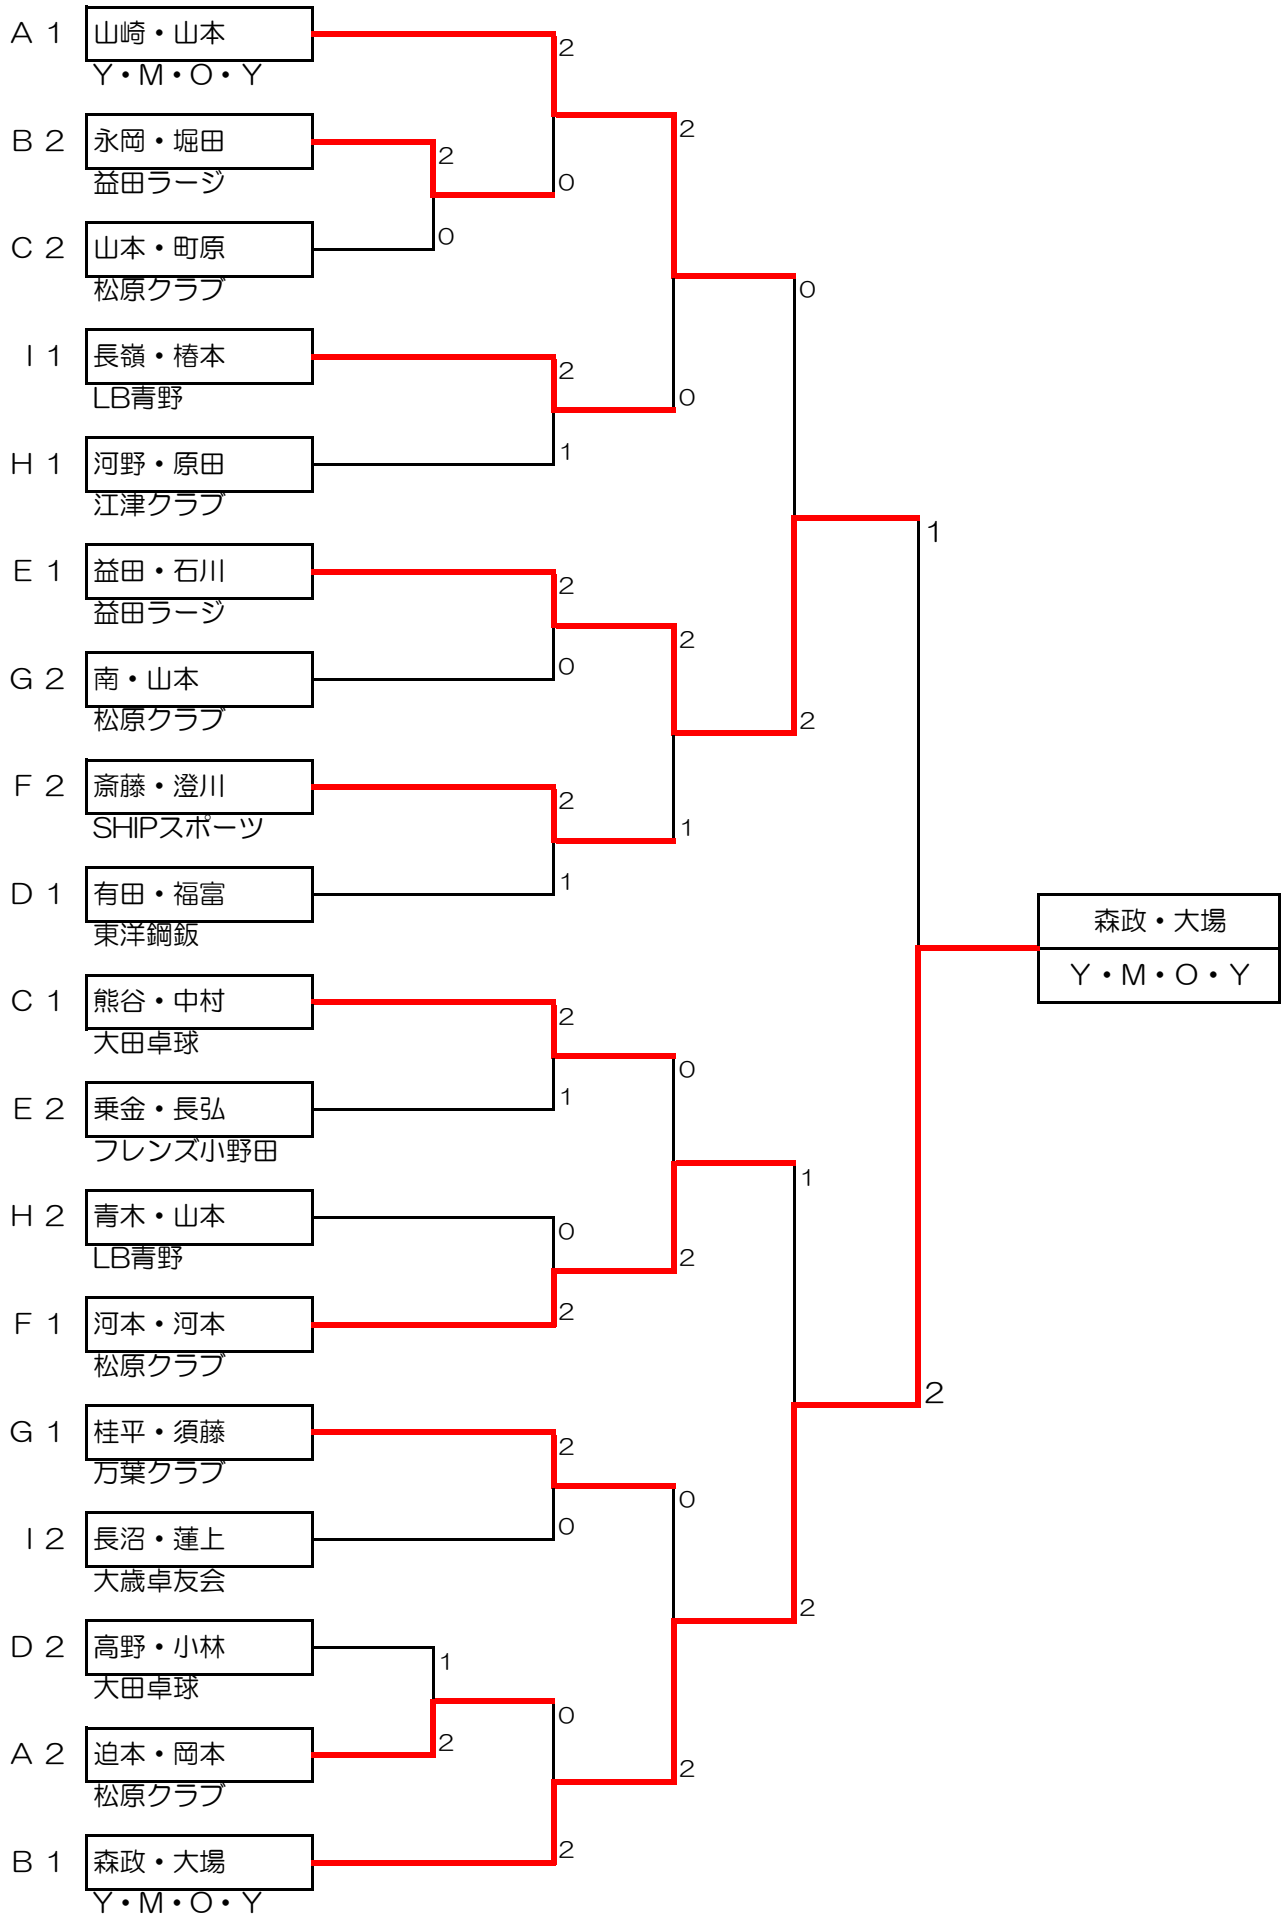 A 1 山崎・山本
Y・M・O・Y
2
2
B 2 永岡・堀田
2
益田ラージ
0
C 2 山本・町原
0
松原クラブ
0
I 1 長嶺・椿本
2
LB青野
0
H 1 河野・原田
1
江津クラブ
1
E 1 益田・石川
2
益田ラージ
2
G 2 南・山本
0
松原クラブ
2
F 2 斎藤・澄川
2
SHIPスポーツ
1
D 1 有田・福富
1
東洋鋼鈑
森政・大場
Y・M・O・Y
C 1 熊谷・中村
2
大田卓球
0
E 2 乗金・長弘
1
フレンズ小野田
1
H 2 青木・山本
0
LB青野
2
F 1 河本・河本
2
松原クラブ
2
G 1 桂平・須藤
2
万葉クラブ
0
I 2 長沼・蓮上
0
大歳卓友会
2
D 2 高野・小林
1
大田卓球
0
A 2 迫本・岡本
2
松原クラブ
2
B 1 森政・大場
2
Y・M・O・Y